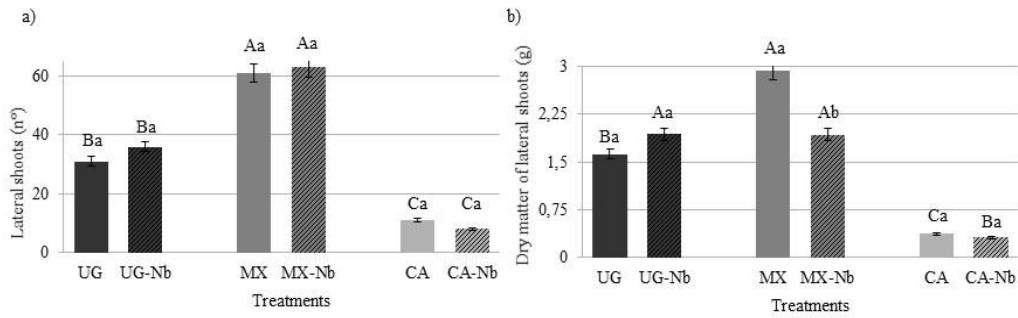 a)
Lateral shoots (nº)
60
40
20
0
Ba
Ba
Aa
Aa
Ca
Ca
UG
UG-Nb
MX
MX-Nb
CA
CA-Nb
Treatments
b)
Dry matter of lateral shoots (g)
3
2,25
1,5
0,75
0
Ba
Aa
Aa
Ab
Ca
Ba
UG
UG-Nb
MX
MX-Nb
CA
CA-Nb
Treatments